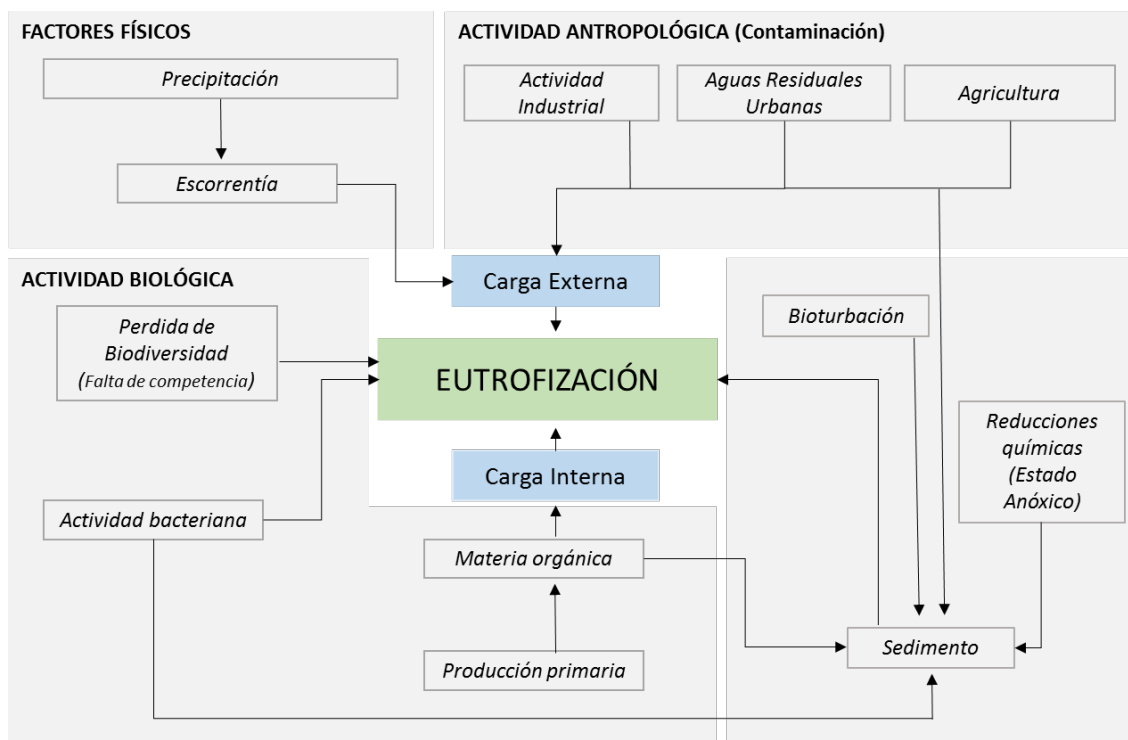 FACTORES FÍSICOS
Precipitación
Escorrentía
ACTIVIDAD ANTROPOLÓGICA (Contaminación)
Actividad
Industrial
Aguas Residuales
Urbanas
Agricultura
ACTIVIDAD BIOLÓGICA
Perdida de
Biodiversidad
(Falta de competencia)
Actividad bacteriana
Carga Externa
EUTROFIZACIÓN
Carga Interna
Materia orgánica
Producción primaria
Bioturbación
Reducciones
químicas
(Estado
Anóxico)
Sedimento